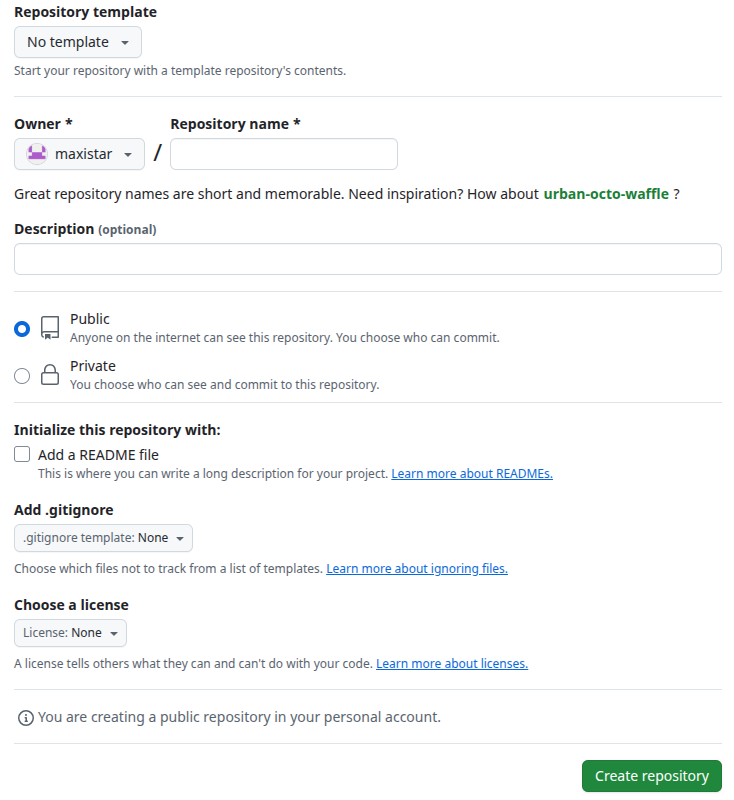 Repository template
No template
Start your repository with a template repository's contents.
Owner * Repository name *
maxistar /
Great repository names are short and memorable. Need inspiration? How about urban-octo-waffle ?
Description (optional)
Public
Anyone on the internet can see this repository. You choose who can commit.
Private
You choose who can see and commit to this repository.
Initialize this repository with:
Add a README file
This is where you can write a long description for your project. Learn more about READMEs.
Add .gitignore
.gitignore template: None
Choose which files not to track from a list of templates. Learn more about ignoring files.
Choose a license
License: None
A license tells others what they can and can't do with your code. Learn more about licenses.
You are creating a public repository in your personal account.
Create repository